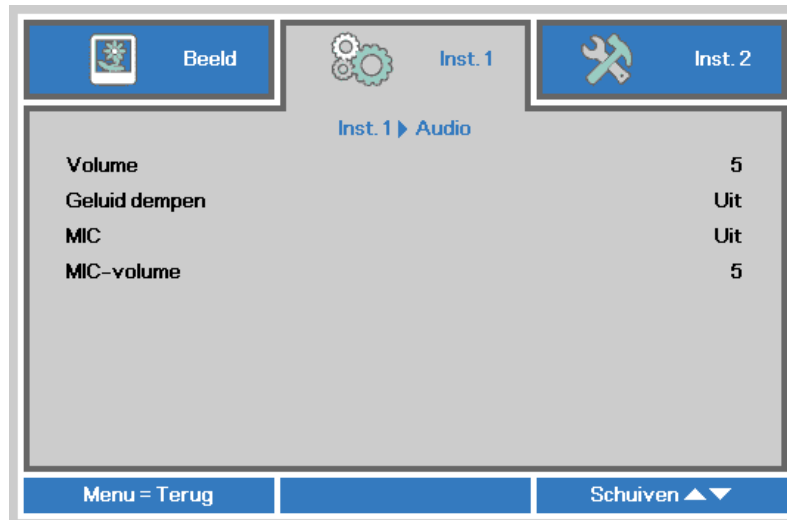 Beeld Inst. 1 Inst. 2
Inst. 1 ▶ Audio
Volume 5
Geluid dempen Uit
MIC Uit
MIC-volume 5
Menu = Terug Schuiven ▲▼